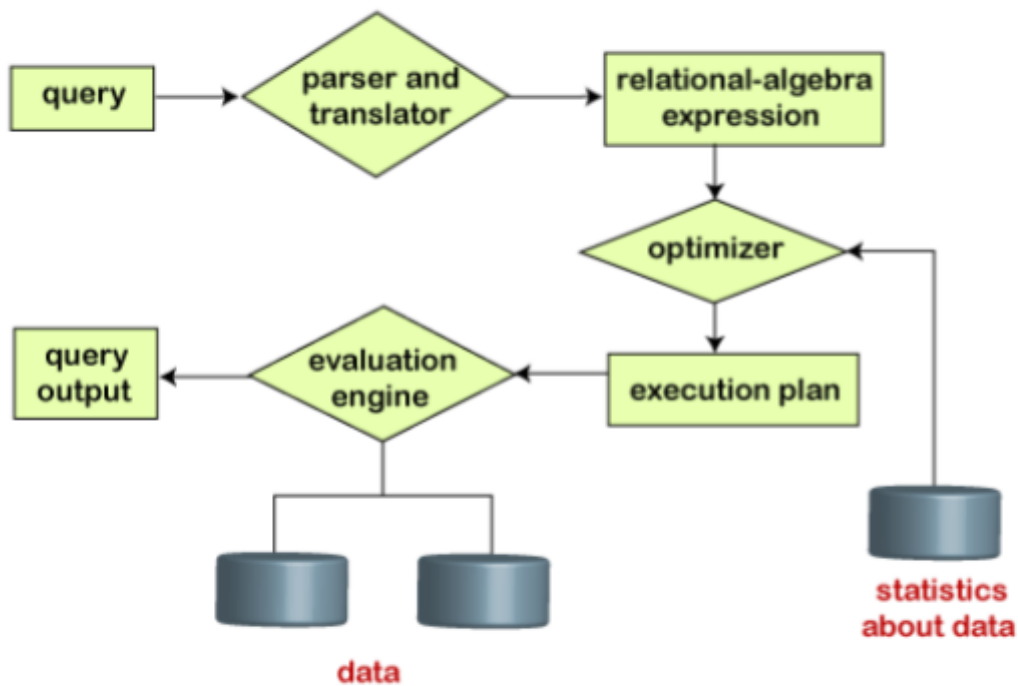 query
parser and
translator
relational-algebra
expression
optimizer
query
output
evaluation
engine
execution plan
statistics
about data
data